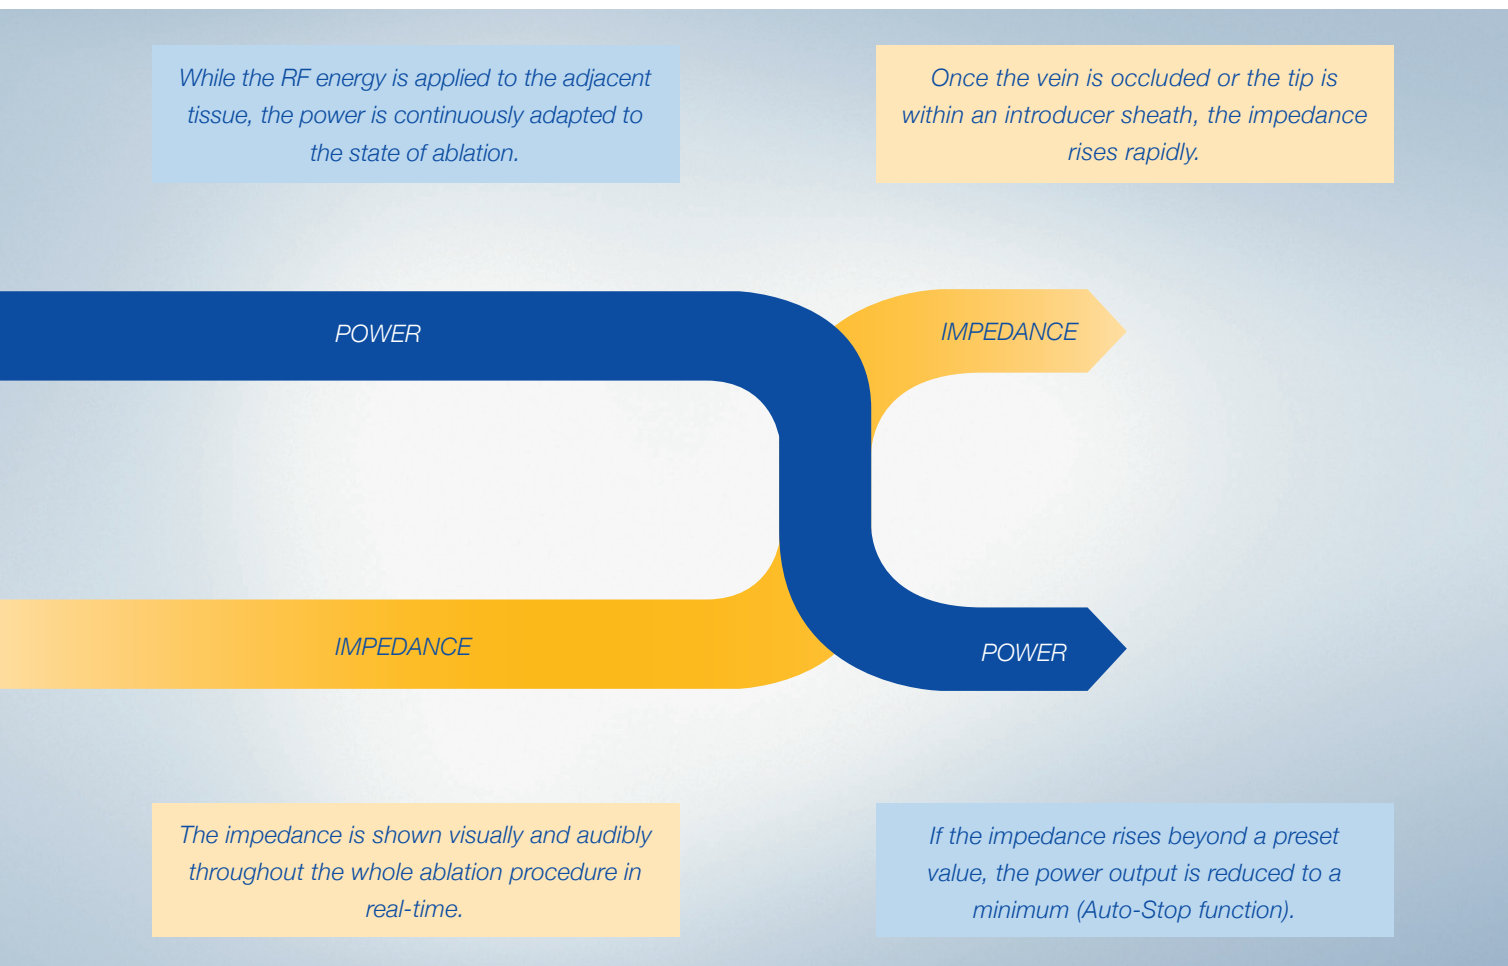 While the RF energy is applied to the adjacent
tissue, the power is continuously adapted to
the state of ablation.
Once the vein is occluded or the tip is
within an introducer sheath, the impedance
rises rapidly.
POWER
IMPEDANCE
IMPEDANCE
POWER
The impedance is shown visually and audibly
throughout the whole ablation procedure in
real-time.
If the impedance rises beyond a preset
value, the power output is reduced to a
minimum (Auto-Stop function).